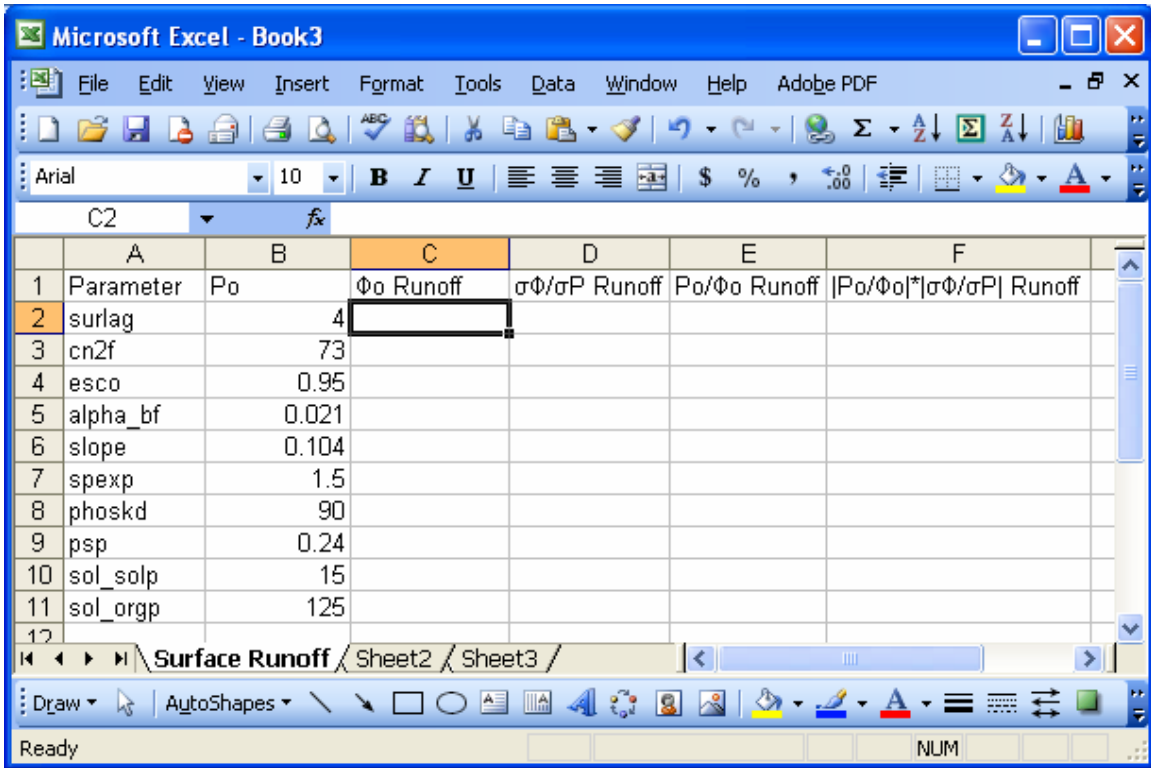 Microsoft Excel - Book3
File Edit View Insert Format Tools Data Window Help Adobe PDF
ABC Σ A Z Σ Z A
Arial 10 B I U a $ % , .0 .00 A
C2 fx
A B C D E F
1 Parameter Po Φo Runoff σΦ/σP Runoff Po/Φo Runoff |Po/Φo|*|σΦ/σP| Runoff
2 surlag 4
3 cn2f 73
4 esco 0.95
5 alpha_bf 0.021
6 slope 0.104
7 spexp 1.5
8 phoskd 90
9 psp 0.24
10 sol_solp 15
11 sol_orgp 125
12
Surface Runoff Sheet2 Sheet3
Draw AutoShapes A A A
Ready NUM